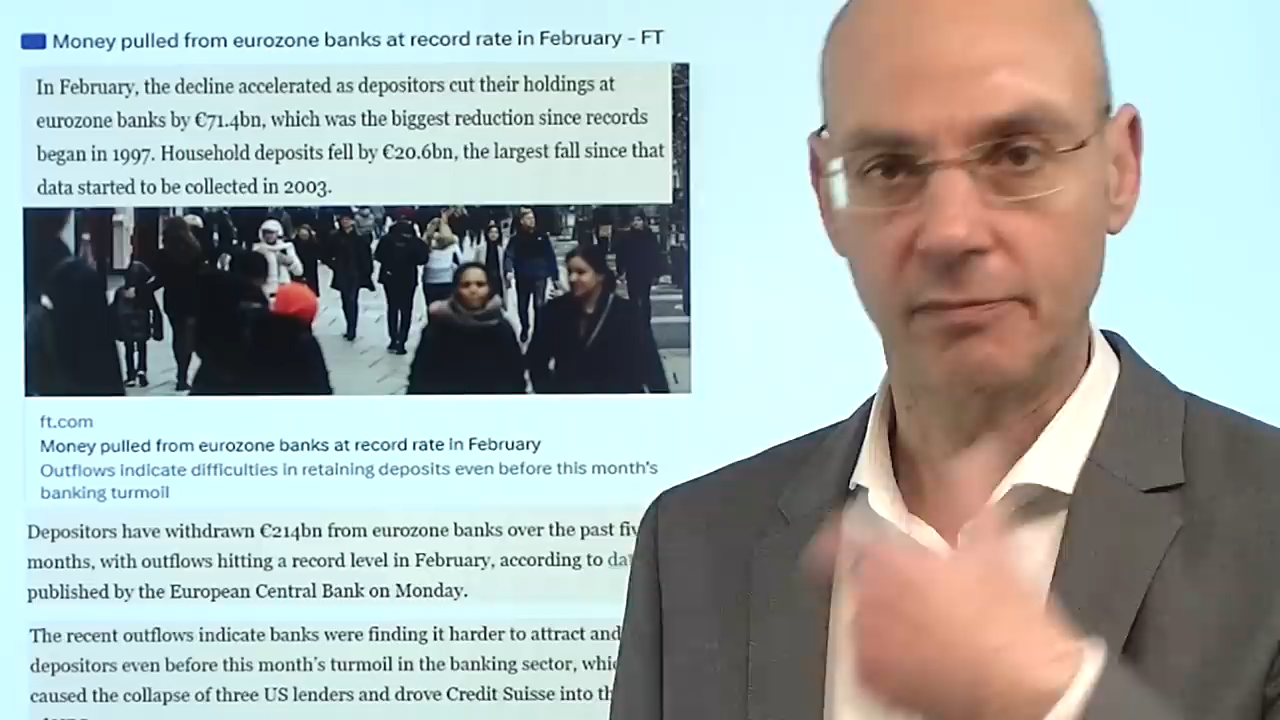 Money pulled from eurozone banks at record rate in February - FT
In February, the decline accelerated as depositors cut their holdings at
eurozone banks by €71.4bn, which was the biggest reduction since records
began in 1997. Household deposits fell by €20.6bn, the largest fall since that
data started to be collected in 2003.
ft.com
Money pulled from eurozone banks at record rate in February
Outflows indicate difficulties in retaining deposits even before this month's
banking turmoil
Depositors have withdrawn €214bn from eurozone banks over the past
months, with outflows hitting a record level in February, according to
published by the European Central Bank on Monday.
The recent outflows indicate banks were finding it harder to attract and
depositors even before this month's turmoil in the banking sector,
caused the collapse of three US lenders and drove Credit Suisse into